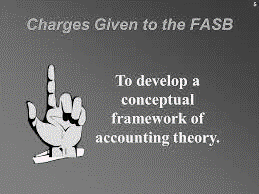 Charges Given to the FASB
To develop a
conceptual
framework of
accounting theory.